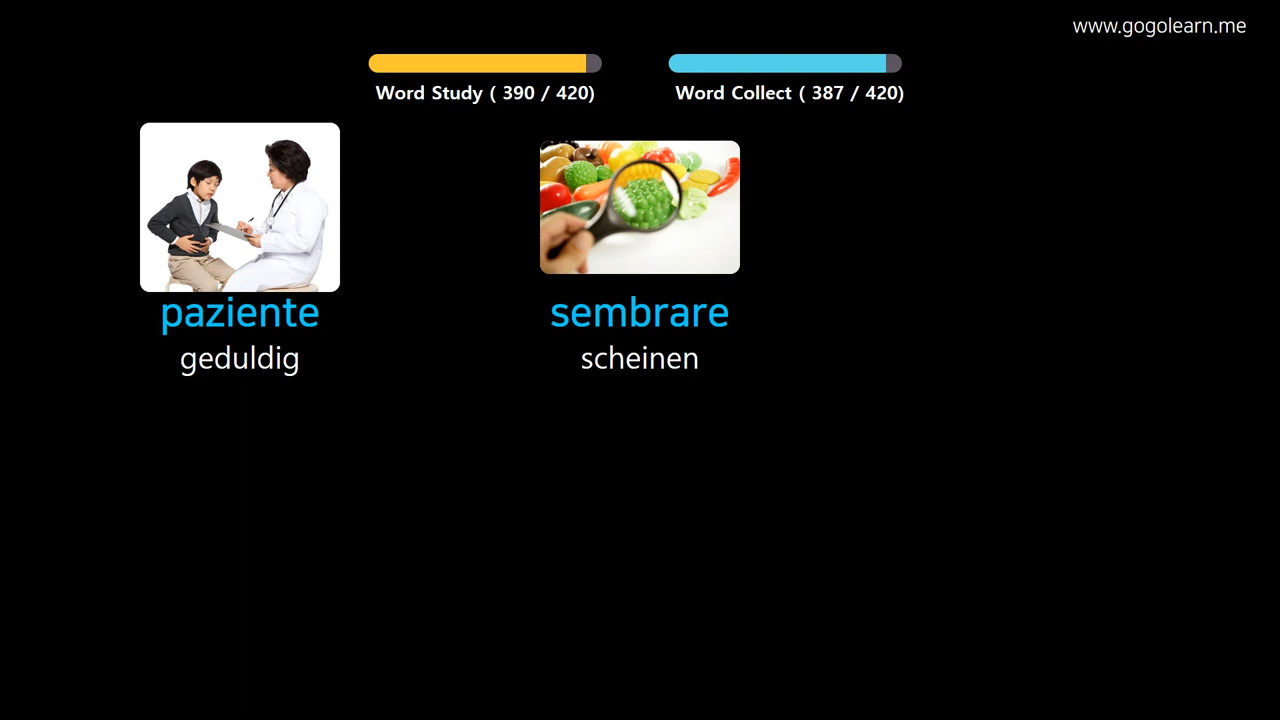 www.gogolearn.me
Word Study ( 390 / 420)
Word Collect ( 387 / 420)
paziente
geduldig
sembrare
scheinen